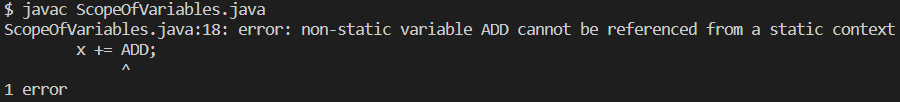 $ javac ScopeOfVariables.java
ScopeOfVariables.java:18: error: non-static variable ADD cannot be referenced from a static context
        x += ADD;
             ^
1 error